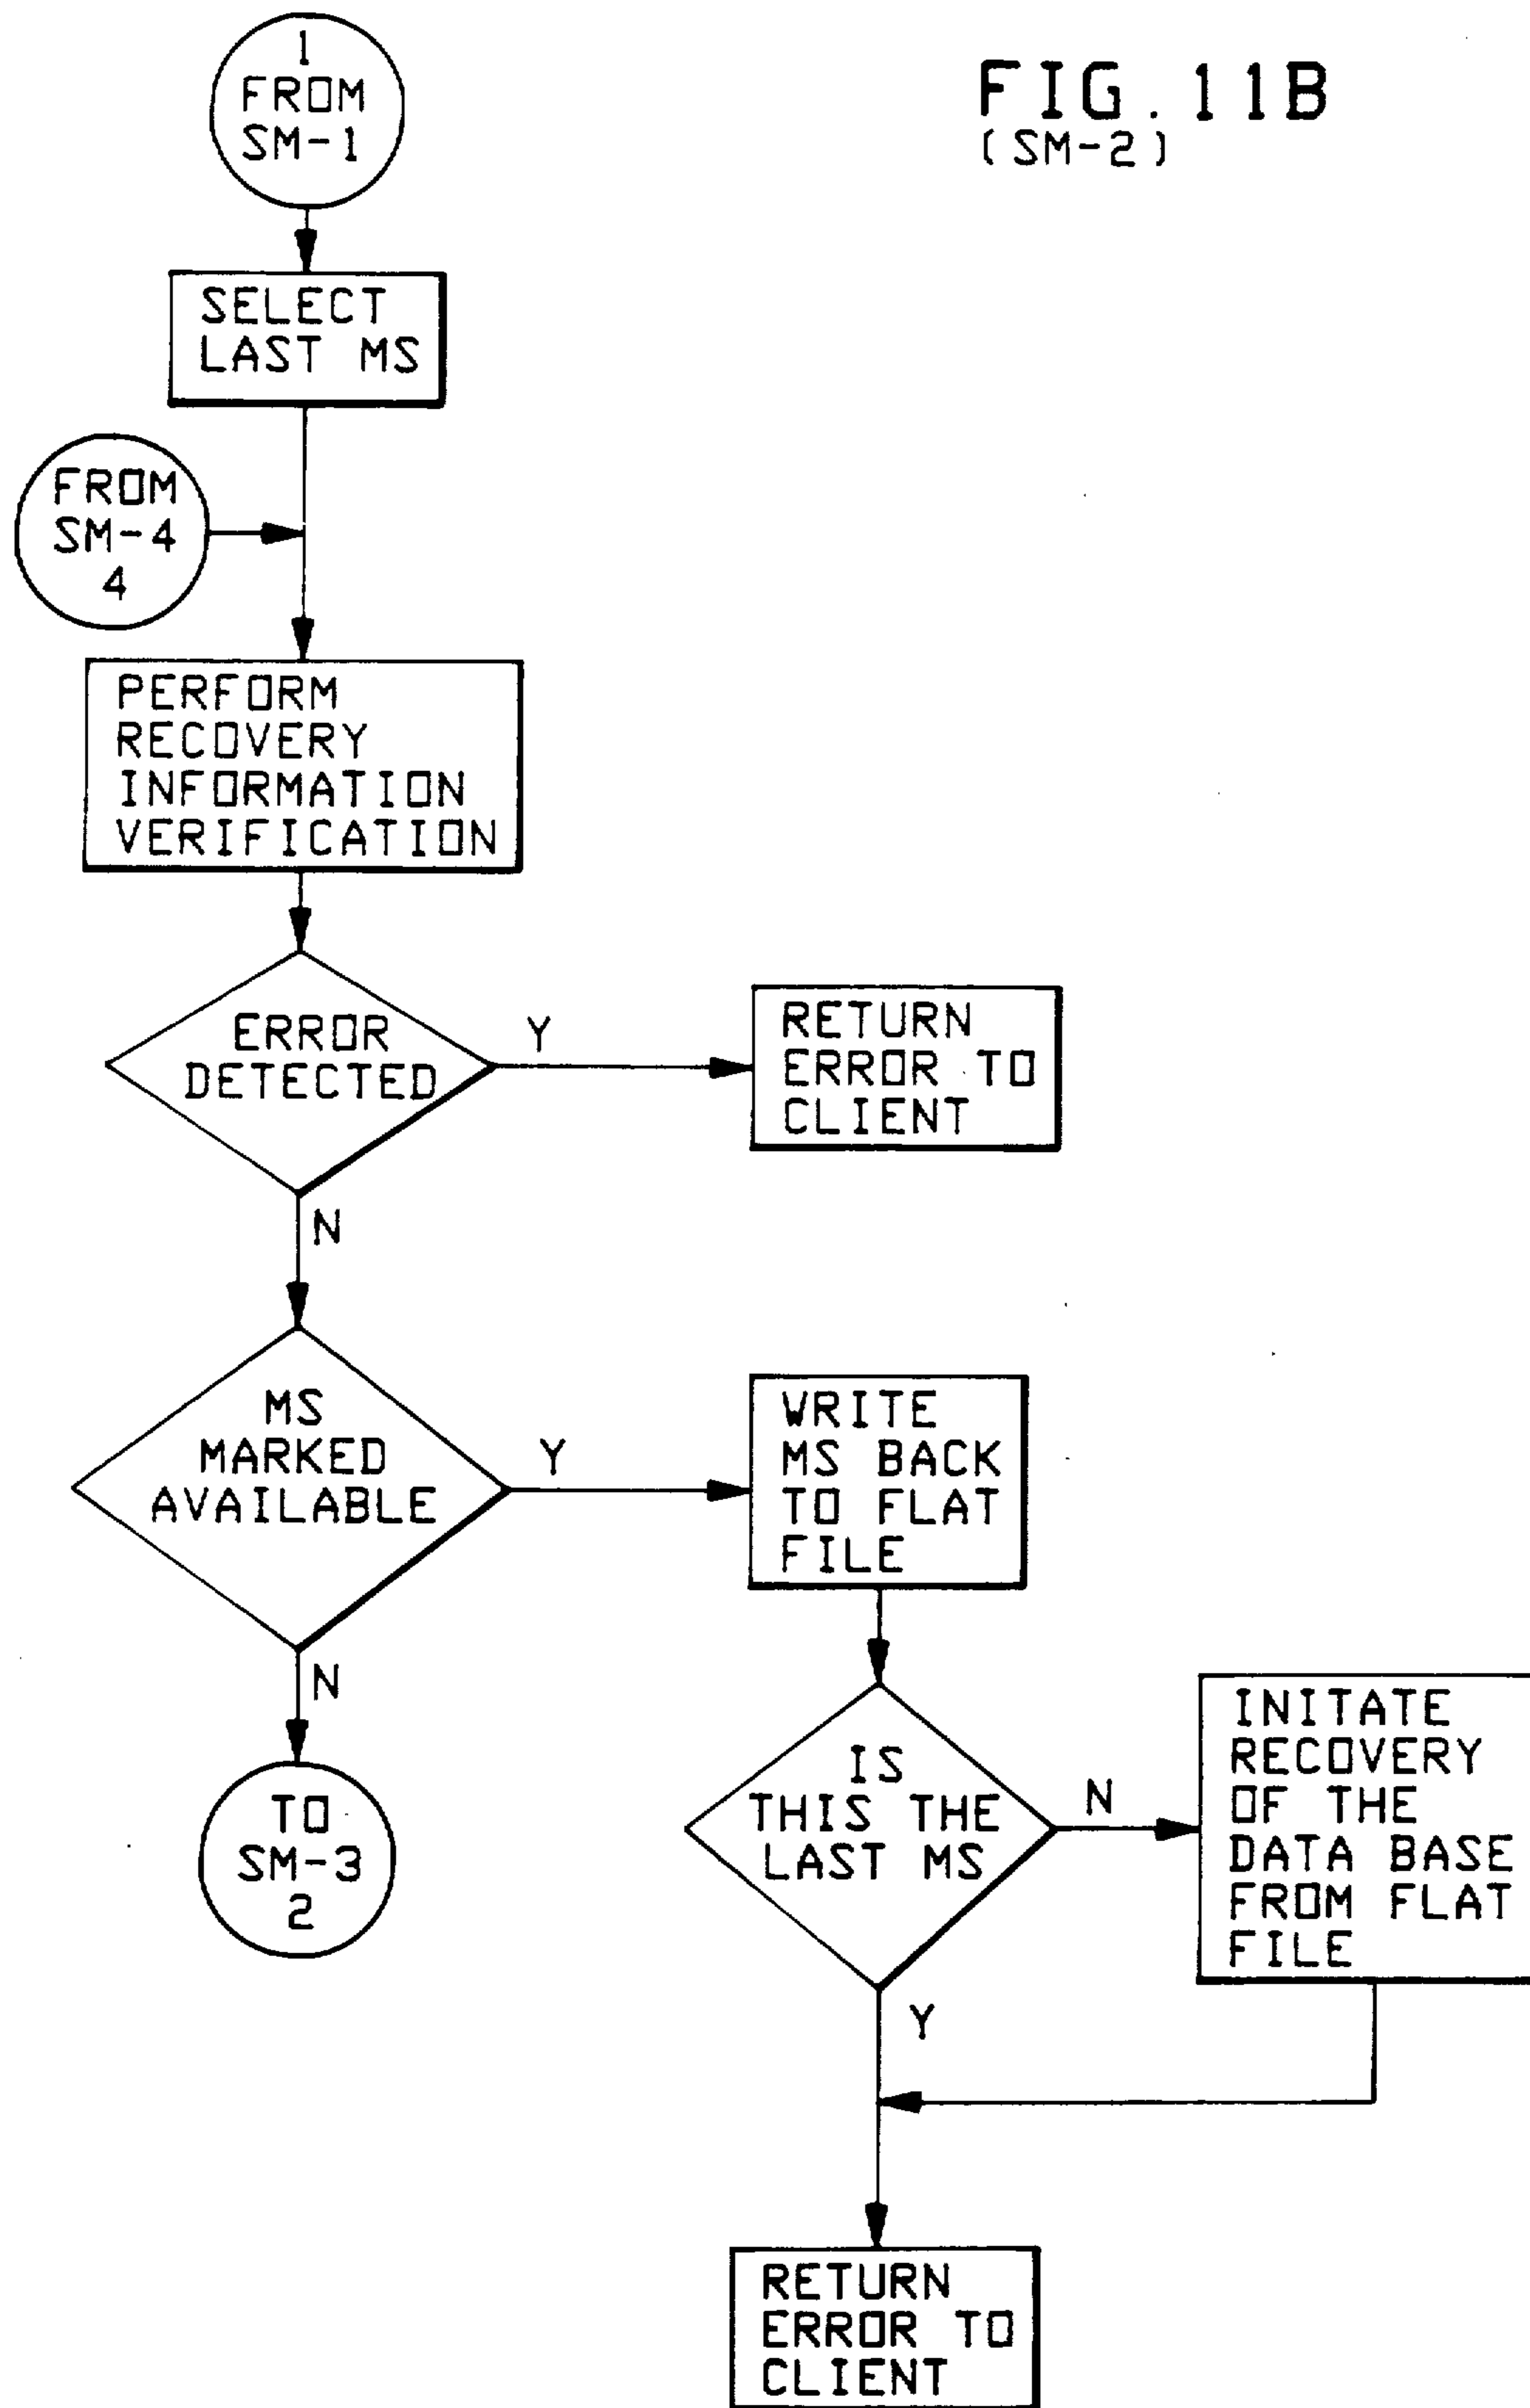 FIG. 11B
(SM-2)
1
FROM
SM-1
SELECT
LAST MS
FROM
SM-4
4
PERFORM
RECOVERY
INFORMATION
VERIFICATION
ERROR
DETECTED
Y
RETURN
ERROR TO
CLIENT
N
MS
MARKED
AVAILABLE
Y
WRITE
MS BACK
TO FLAT
FILE
N
TO
SM-3
2
IS
THIS THE
LAST MS
N
INITATE
RECOVERY
OF THE
DATA BASE
FROM FLAT
FILE
Y
RETURN
ERROR TO
CLIENT